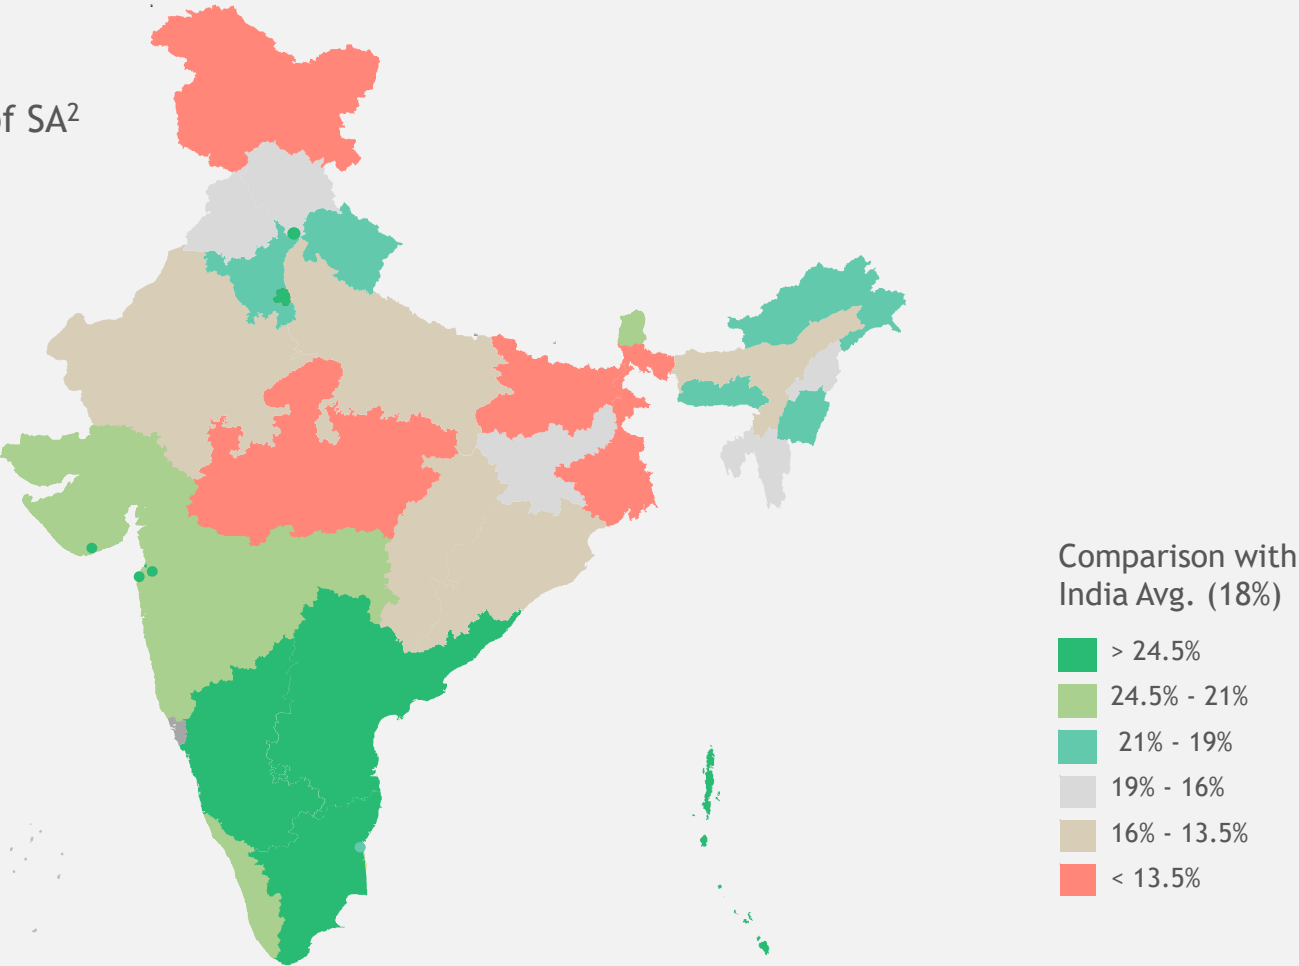 of SA²
Comparison with
India Avg. (18%)
> 24.5%
24.5% - 21%
21% - 19%
19% - 16%
16% - 13.5%
< 13.5%